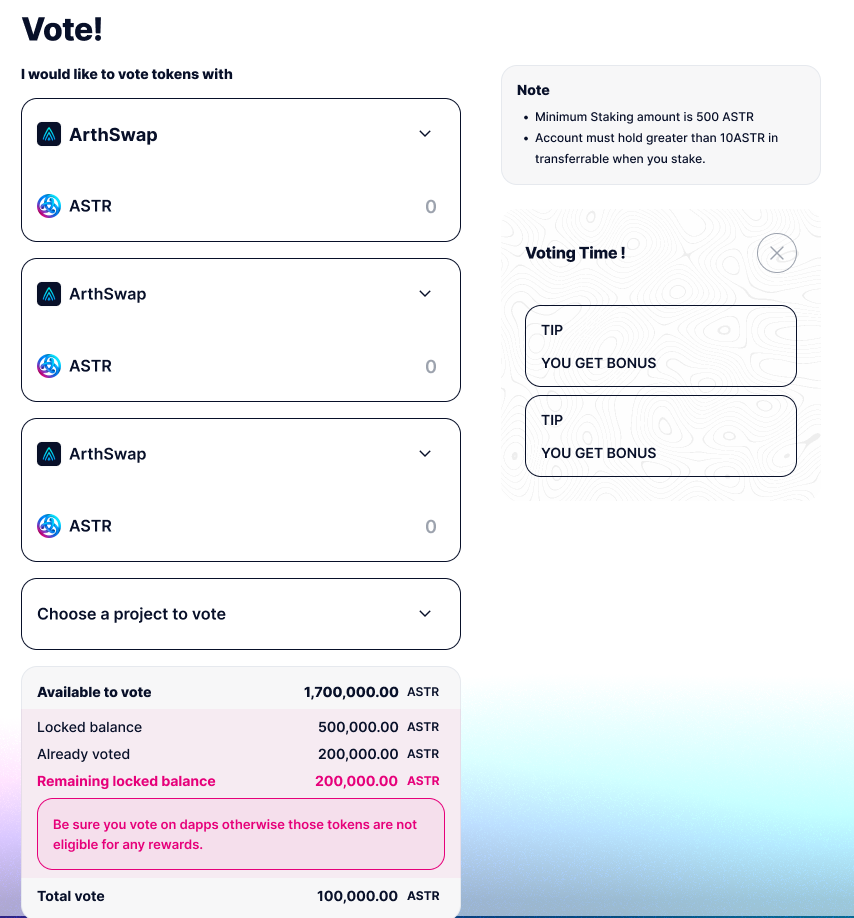 Vote!
I would like to vote tokens with
ArthSwap
ASTR 0
ArthSwap
ASTR 0
ArthSwap
ASTR 0
Choose a project to vote
Available to vote 1,700,000.00 ASTR
Locked balance 500,000.00 ASTR
Already voted 200,000.00 ASTR
Remaining locked balance 200,000.00 ASTR
Be sure you vote on dapps otherwise those tokens are not
eligible for any rewards.
Total vote 100,000.00 ASTR
Note
• Minimum Staking amount is 500 ASTR
• Account must hold greater than 10ASTR in
transferrable when you stake.
Voting Time !
TIP
YOU GET BONUS
TIP
YOU GET BONUS